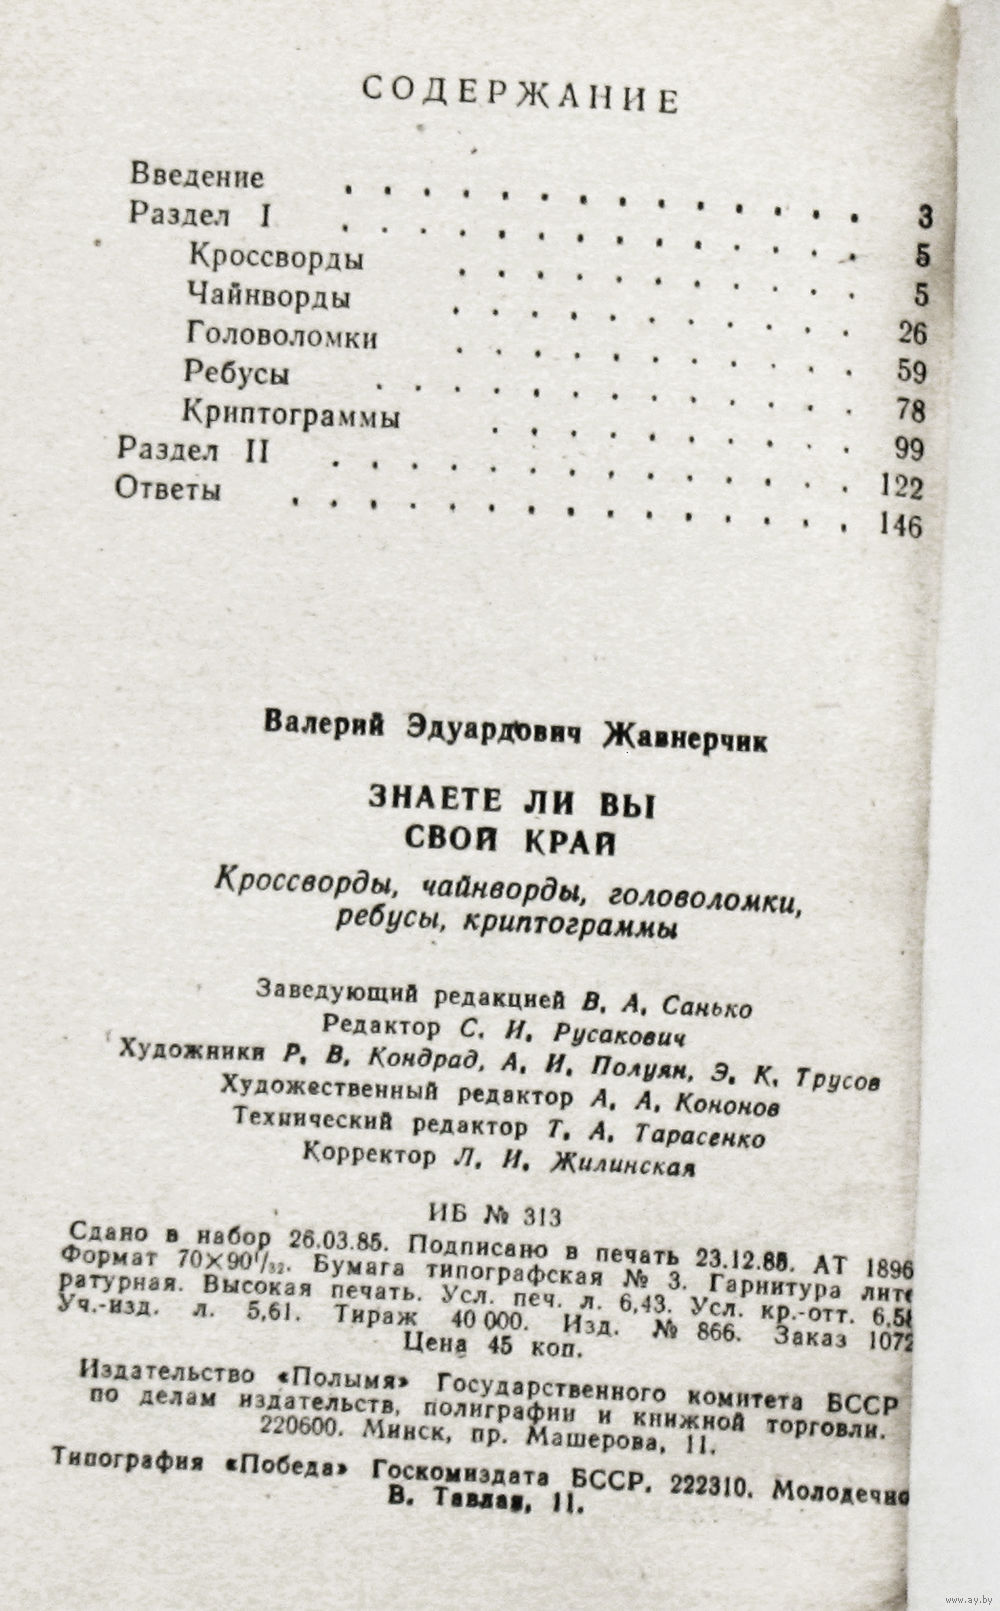 СОДЕРЖАНИЕ
Введение . . . . . . . . . . . . . . 3
Раздел I . . . . . . . . . . . . . . 5
Кроссворды . . . . . . . . . . . 5
Чайнворды . . . . . . . . . . . 26
Головоломки . . . . . . . . . . . 59
Ребусы . . . . . . . . . . . . . 78
Криптограммы . . . . . . . . . . 99
Раздел II . . . . . . . . . . . . . . 122
Ответы . . . . . . . . . . . . . . . 146
Валерий Эдуардович Жавнерчик
ЗНАЕТЕ ЛИ ВЫ
СВОЙ КРАЙ
Кроссворды, чайнворды, головоломки,
ребусы, криптограммы
Заведующий редакцией В. А. Санько
Редактор С. И. Русакович
Художники Р. В. Кондрад, А. И. Полуян, Э. К. Трусов
Художественный редактор А. А. Кононов
Технический редактор Т. А. Тарасенко
Корректор Л. И. Жилинская
ИБ № 313
Сдано в набор 26.03.85. Подписано в печать АТ 1896
Формат 70×90¹/₃₂. Бумага типографская № 3. Гарнитура лите
ратурная. Высокая печать. Усл. печ. л. 6,43. Усл. кр.-отт.
Уч.-изд. л. 5,61. Тираж 40 000. Изд. № 866. Заказ 1072
Цена 45 коп.
Издательство «Полымя» Государственного комитета БССР
по делам издательств, полиграфии и книжной торговли.
220600. Минск, пр. Машерова, 11.
Типография «Победа» Госкомиздата БССР. 222310. Молодечно
В. Тавлая, 11.
www.ay.by